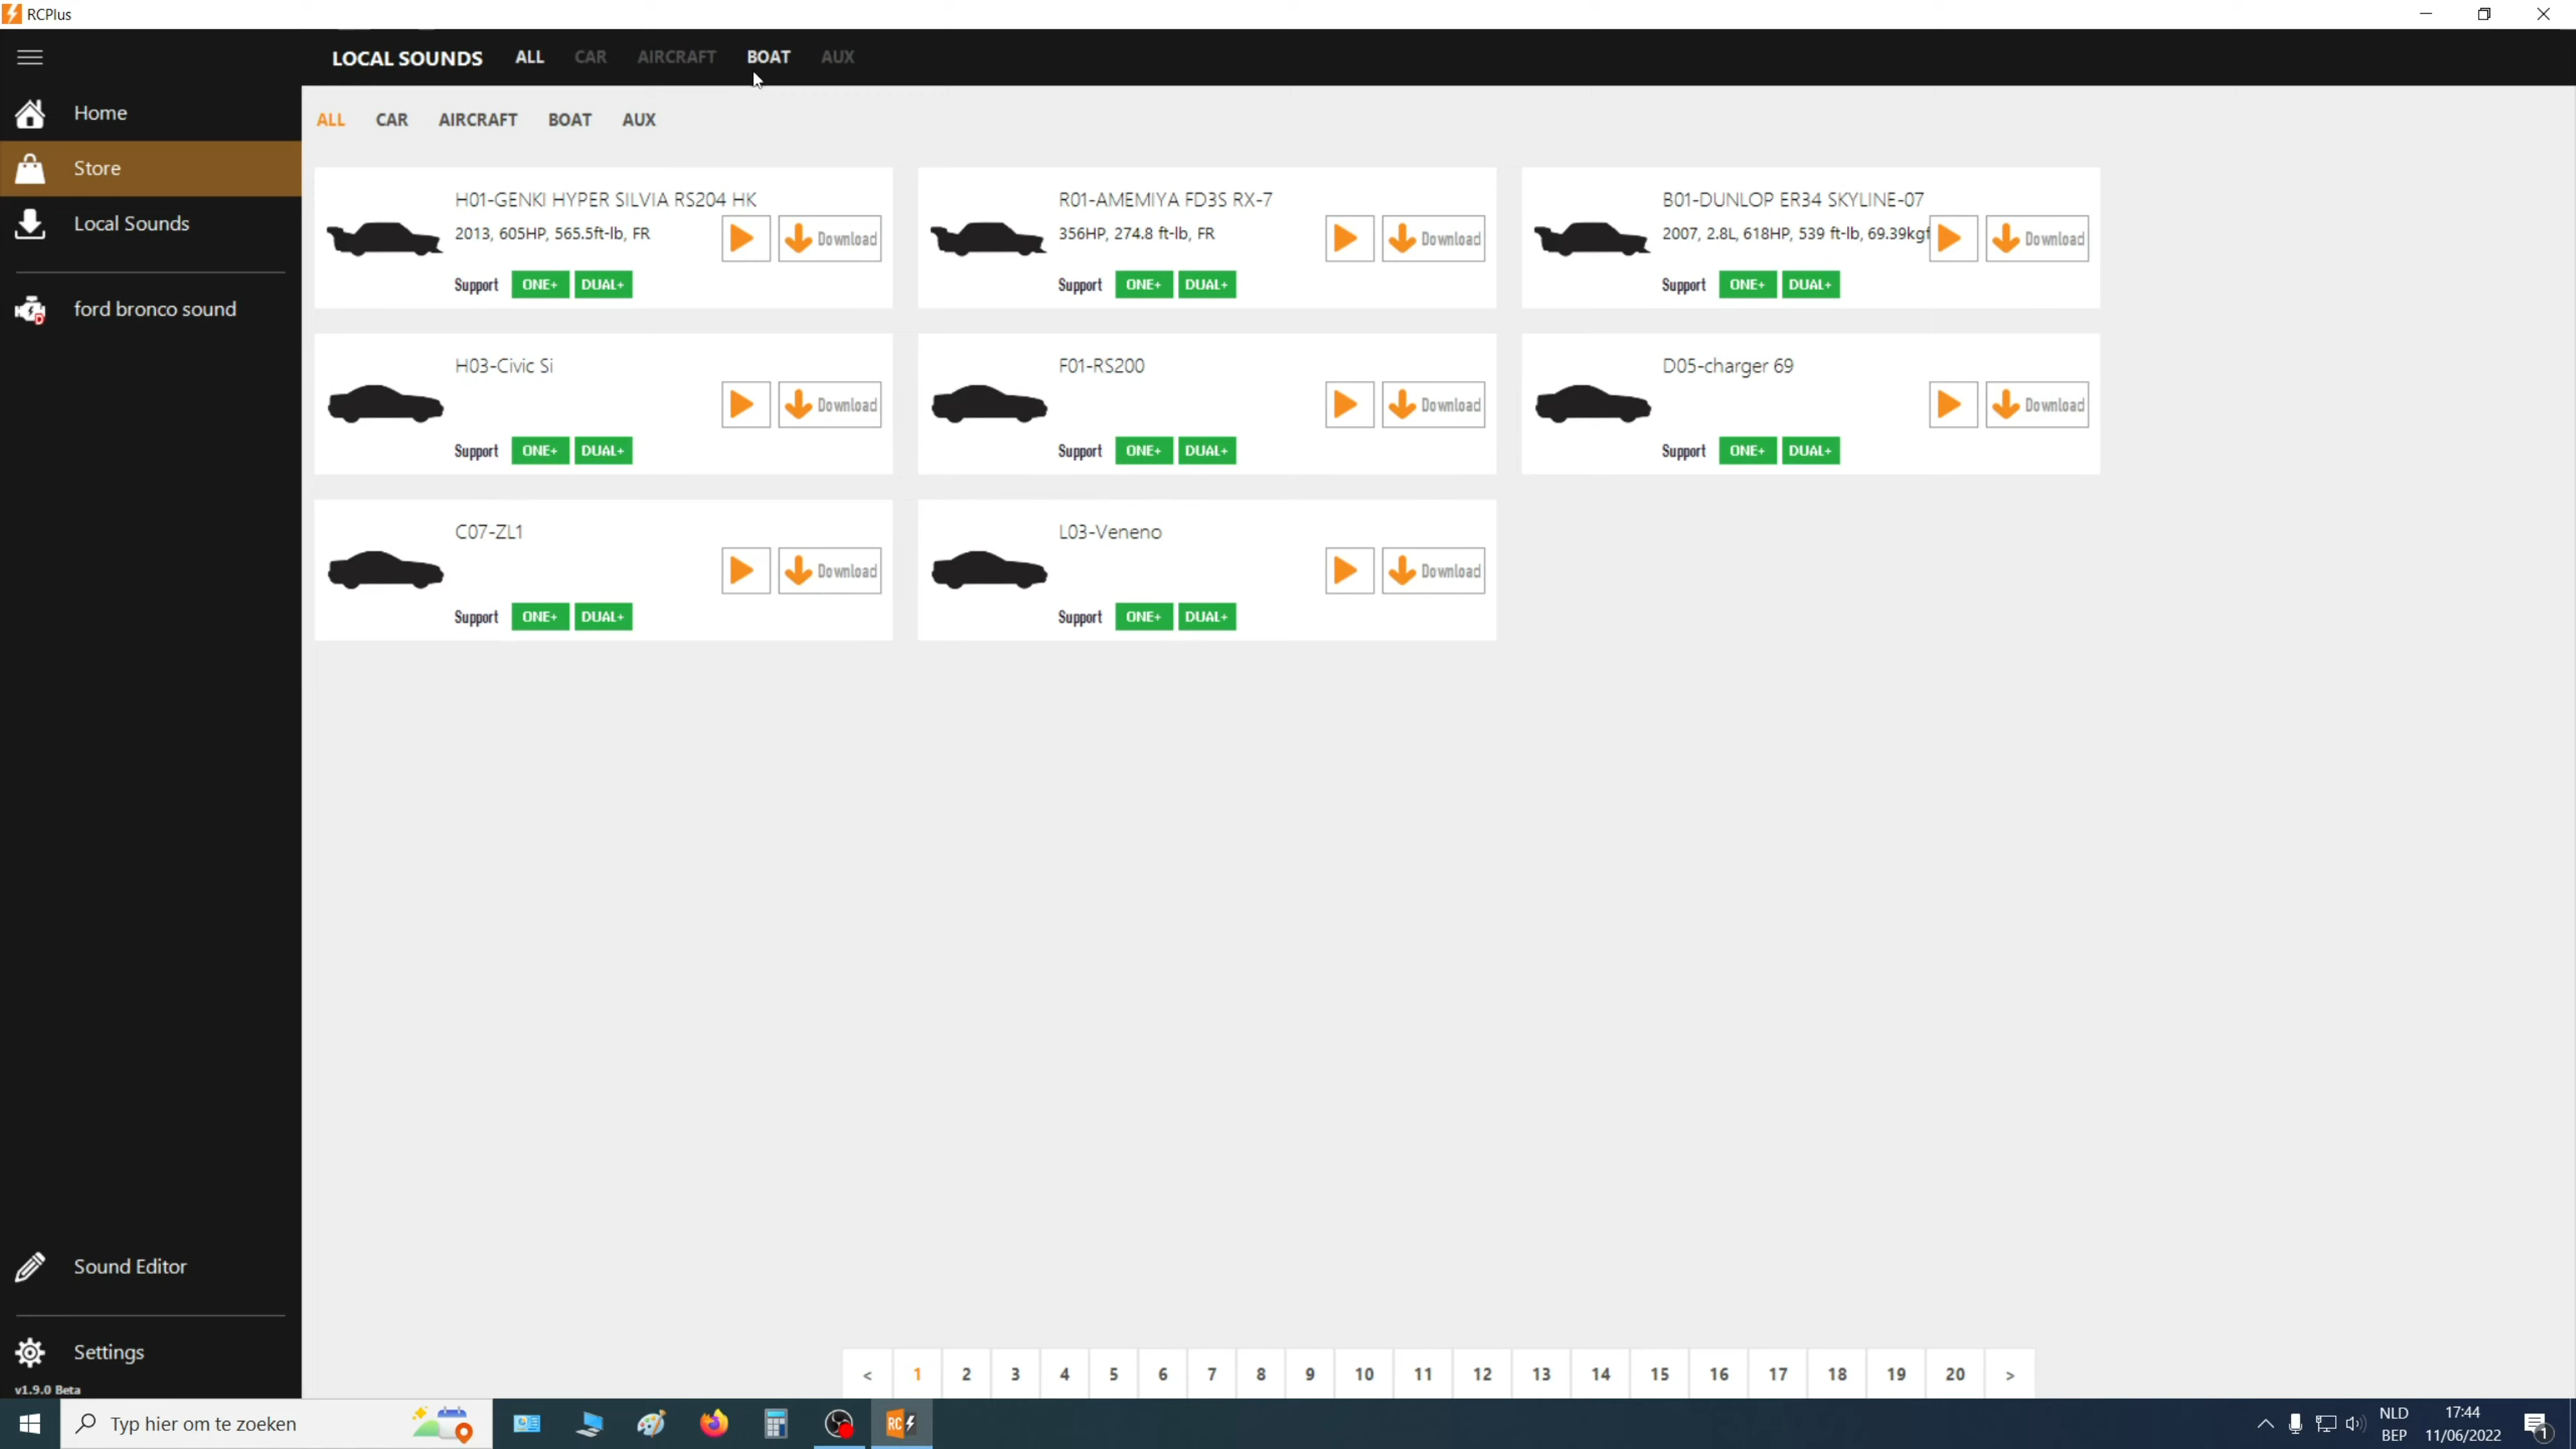 RCPlus
LOCAL SOUNDS ALL CAR AIRCRAFT BOAT AUX
Home
Store
Local Sounds
ford bronco sound
Sound Editor
Settings
v1.9.0 Beta
ALL CAR AIRCRAFT BOAT AUX
H01-GENKI HYPER SILVIA RS204 HK
2013, 605HP, 565.5ft-lb, FR
Download
Support ONE+ DUAL+
R01-AMEMIYA FD3S RX-7
356HP, 274.8 ft-lb, FR
Download
Support ONE+ DUAL+
B01-DUNLOP ER34 SKYLINE-07
2007, 2.8L, 618HP, 539 ft-lb, 69.39kgf
Download
Support ONE+ DUAL+
H03-Civic Si
Download
Support ONE+ DUAL+
F01-RS200
Download
Support ONE+ DUAL+
D05-charger 69
Download
Support ONE+ DUAL+
C07-ZL1
Download
Support ONE+ DUAL+
L03-Veneno
Download
Support ONE+ DUAL+
< 1 2 3 4 5 6 7 8 9 10 11 12 13 14 15 16 17 18 19 20 >
Typ hier om te zoeken
RC
NLD
BEP
17:44
11/06/2022
1